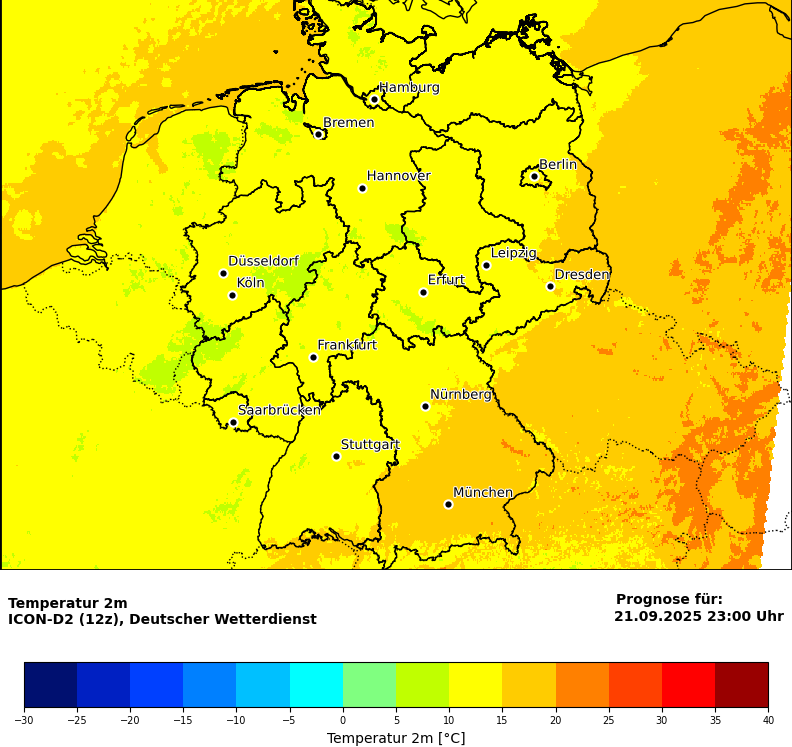 Hamburg
Bremen
Berlin
Hannover
Düsseldorf
Leipzig
Köln
Erfurt
Dresden
Frankfurt
Nürnberg
Saarbrücken
Stuttgart
München
Temperatur 2m
ICON-D2 (12z), Deutscher Wetterdienst
Prognose für:
21.09.2025 23:00 Uhr
−30 −25 −20 −15 −10 −5 0 5 10 15 20 25 30 35 40
Temperatur 2m [°C]